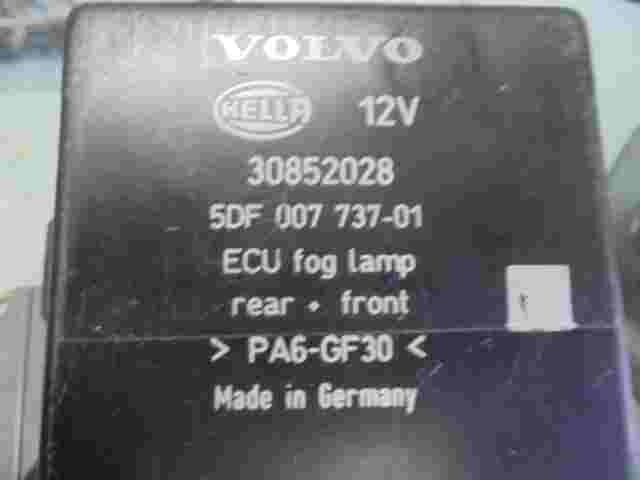 VOLVO
HELLA 12V
30852028
5DF 007 737-01
ECU fog lamp
rear + front
> PA6-GF30 <
Made in Germany